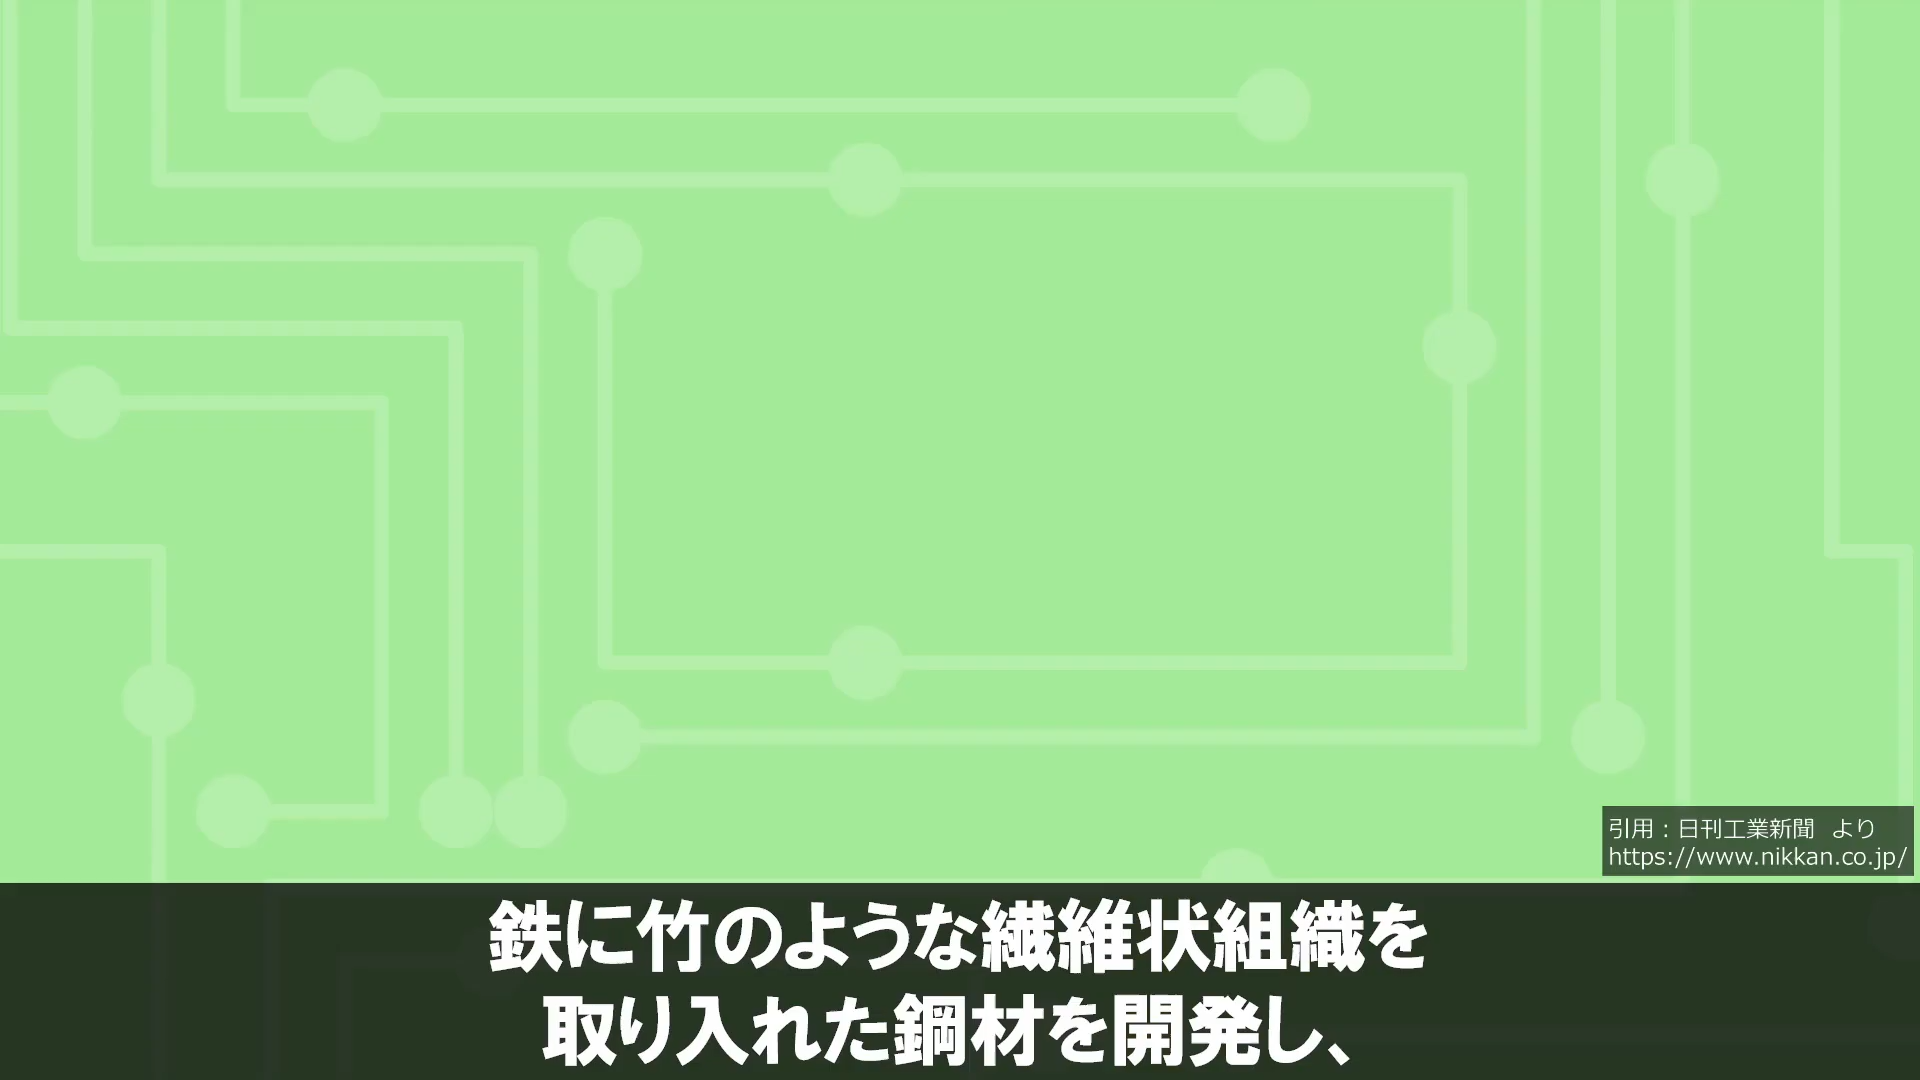 引用：日刊工業新聞　より
https://www.nikkan.co.jp/
鉄に竹のような繊維状組織を
取り入れた鋼材を開発し、